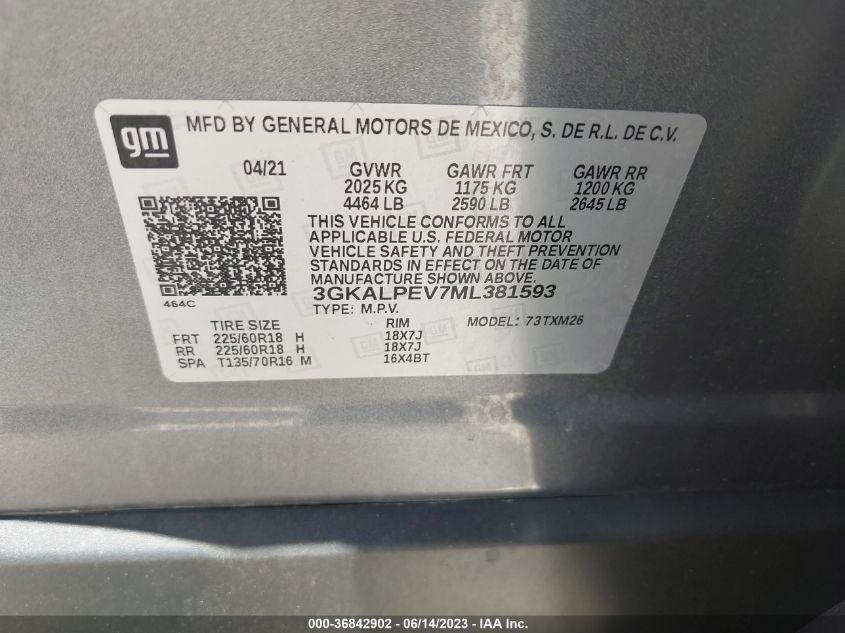 gm
MFD BY GENERAL MOTORS DE MEXICO, S. DE R.L. DE C.V.
04/21 GVWR GAWR FRT GAWR RR
2025 KG 1175 KG 1200 KG
4464 LB 2590 LB 2645 LB
THIS VEHICLE CONFORMS TO ALL
APPLICABLE U.S. FEDERAL MOTOR
VEHICLE SAFETY AND THEFT PREVENTION
STANDARDS IN EFFECT ON THE DATE OF
MANUFACTURE SHOWN ABOVE.
464C
3GKALPEV7ML381593
TYPE: M.P.V.
TIRE SIZE RIM MODEL: 73TXM26
FRT 225/60R18 H 18X7J
RR 225/60R18 H 18X7J
SPA T135/70R16 M 16X4BT
000-36842902 - 06/14/2023 - IAA Inc.